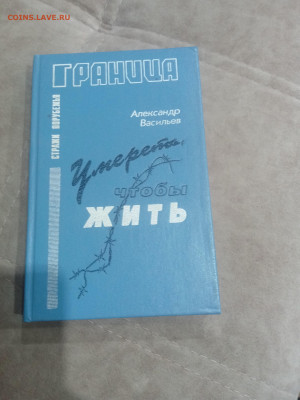 COINS.LAVE.RU
ГРАНИЦА
СТРАЖИ ПОРУБЕЖЬЯ
Александр
Васильев
Умереть,
чтобы
ЖИТЬ